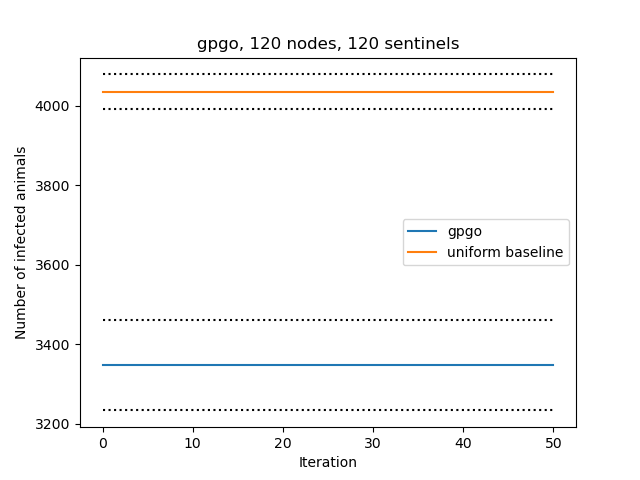 gpgo, 120 nodes, 120 sentinels
Number of infected animals
4000
3800
3600
3400
3200
gpgo
uniform baseline
0 10 20 30 40 50
Iteration